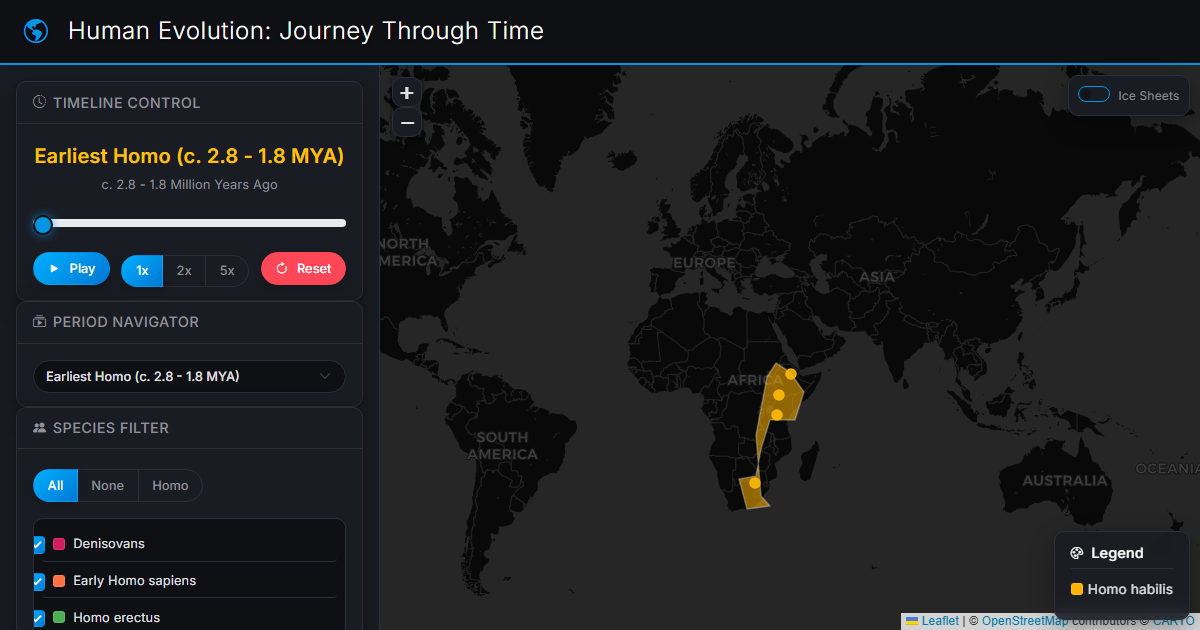 Human Evolution: Journey Through Time
TIMELINE CONTROL
Earliest Homo (c. 2.8 - 1.8 MYA)
c. 2.8 - 1.8 Million Years Ago
Play
1x
2x
5x
Reset
PERIOD NAVIGATOR
Earliest Homo (c. 2.8 - 1.8 MYA)
SPECIES FILTER
All
None
Homo
Denisovans
Early Homo sapiens
Homo erectus
+
−
Ice Sheets
NORTH
AMERICA
EUROPE
ASIA
AFRICA
SOUTH
AMERICA
OCEANIA
AUSTRALIA
Legend
Homo habilis
Leaflet | © OpenStreetMap contributors © CARTO